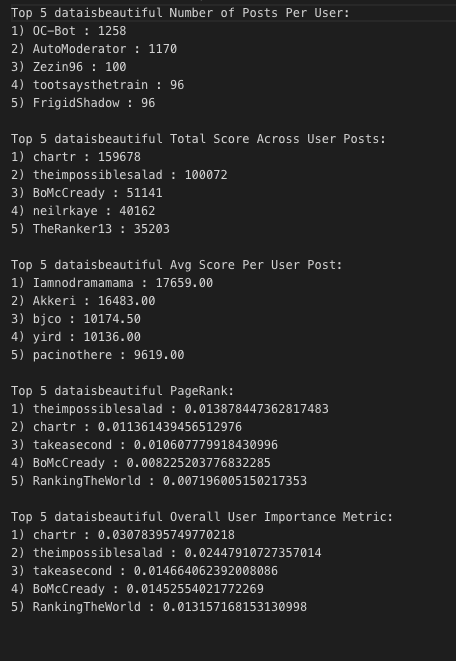 Top 5 dataisbeautiful Number of Posts Per User:
1) OC-Bot : 1258
2) AutoModerator : 1170
3) Zezin96 : 100
4) tootsaysthetrain : 96
5) FrigidShadow : 96
Top 5 dataisbeautiful Total Score Across User Posts:
1) chartr : 159678
2) theimpossiblesalad : 100072
3) BoMcCready : 51141
4) neilrkaye : 40162
5) TheRanker13 : 35203
Top 5 dataisbeautiful Avg Score Per User Post:
1) Iamnodramamama : 17659.00
2) Akkeri : 16483.00
3) bjco : 10174.50
4) yird : 10136.00
5) pacinothere : 9619.00
Top 5 dataisbeautiful PageRank:
1) theimpossiblesalad : 0.013878447362817483
2) chartr : 0.011361439456512976
3) takeasecond : 0.010607779918430996
4) BoMcCready : 0.008225203776832285
5) RankingTheWorld : 0.007196005150217353
Top 5 dataisbeautiful Overall User Importance Metric:
1) chartr : 0.03078395749770218
2) theimpossiblesalad : 0.02447910727357014
3) takeasecond : 0.014664062392008086
4) BoMcCready : 0.01452554021772269
5) RankingTheWorld : 0.013157168153130998